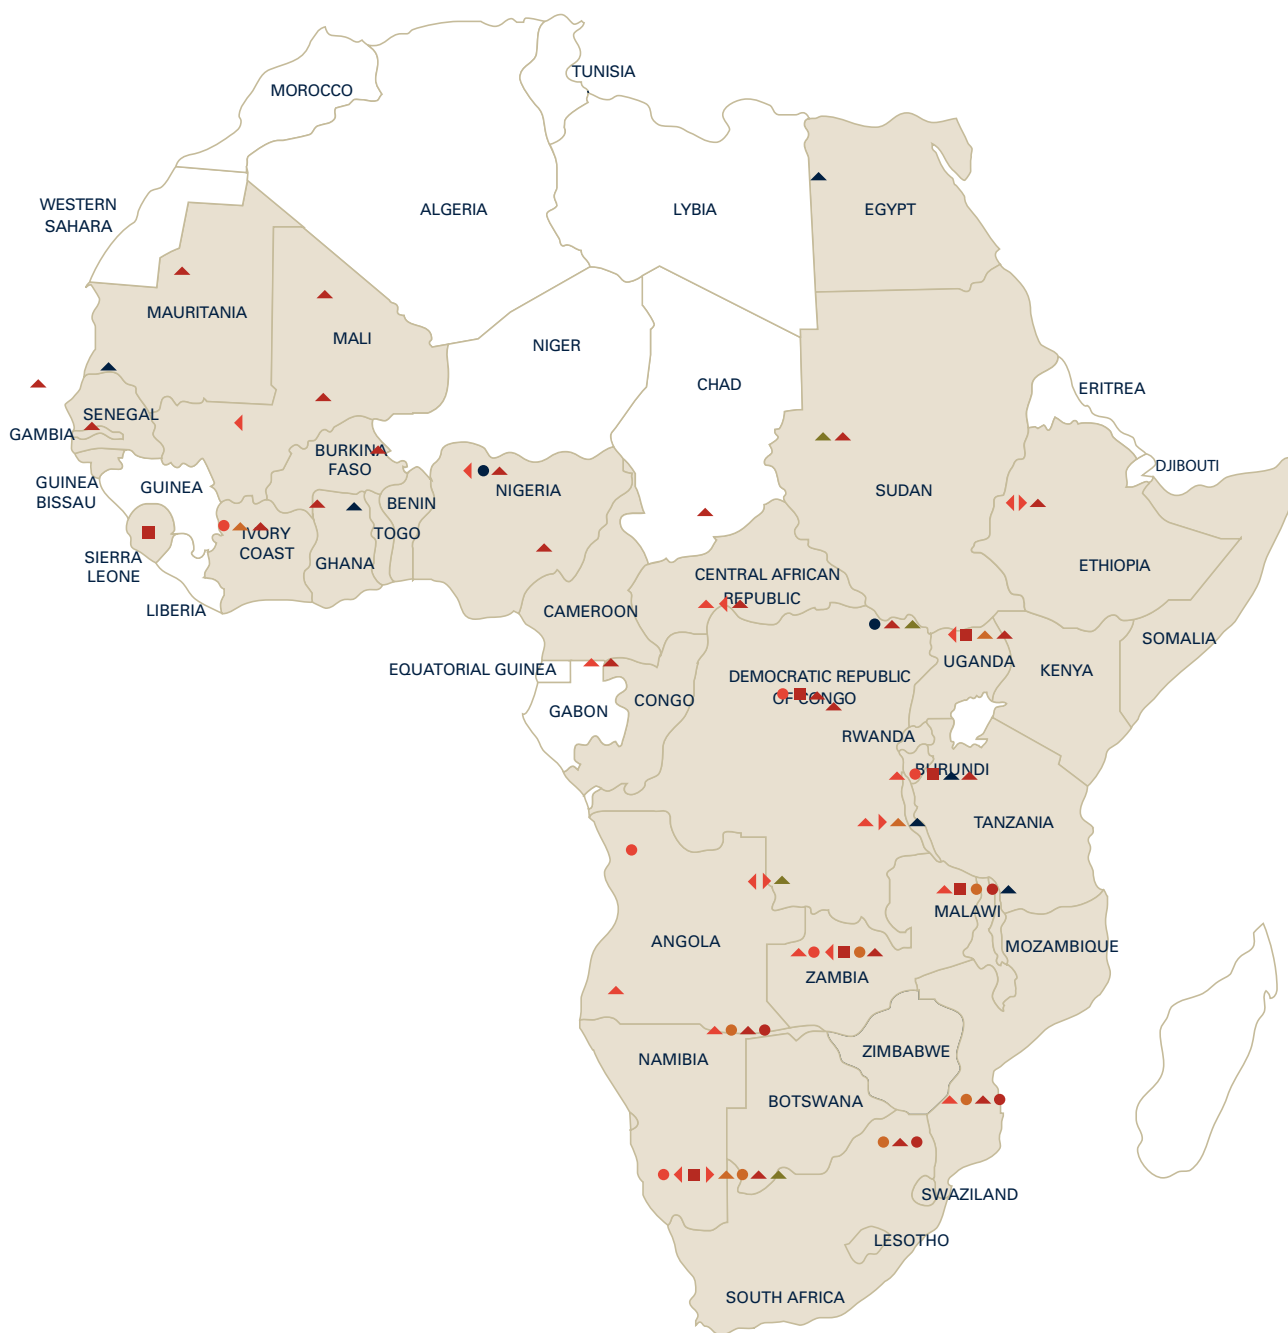 TUNISIA
MOROCCO
WESTERN
SAHARA
ALGERIA
LYBIA
EGYPT
MAURITANIA
MALI
NIGER
CHAD
ERITREA
SENEGAL
GAMBIA
BURKINA
FASO
DJIBOUTI
GUINEA
BISSAU
GUINEA
NIGERIA
SUDAN
BENIN
TOGO
IVORY
COAST
GHANA
SIERRA
LEONE
LIBERIA
ETHIOPIA
CENTRAL AFRICAN
REPUBLIC
CAMEROON
SOMALIA
UGANDA
KENYA
EQUATORIAL GUINEA
DEMOCRATIC REPUBLIC
OF CONGO
CONGO
GABON
RWANDA
BURUNDI
TANZANIA
MALAWI
ANGOLA
MOZAMBIQUE
ZAMBIA
NAMIBIA
ZIMBABWE
BOTSWANA
SWAZILAND
LESOTHO
SOUTH AFRICA